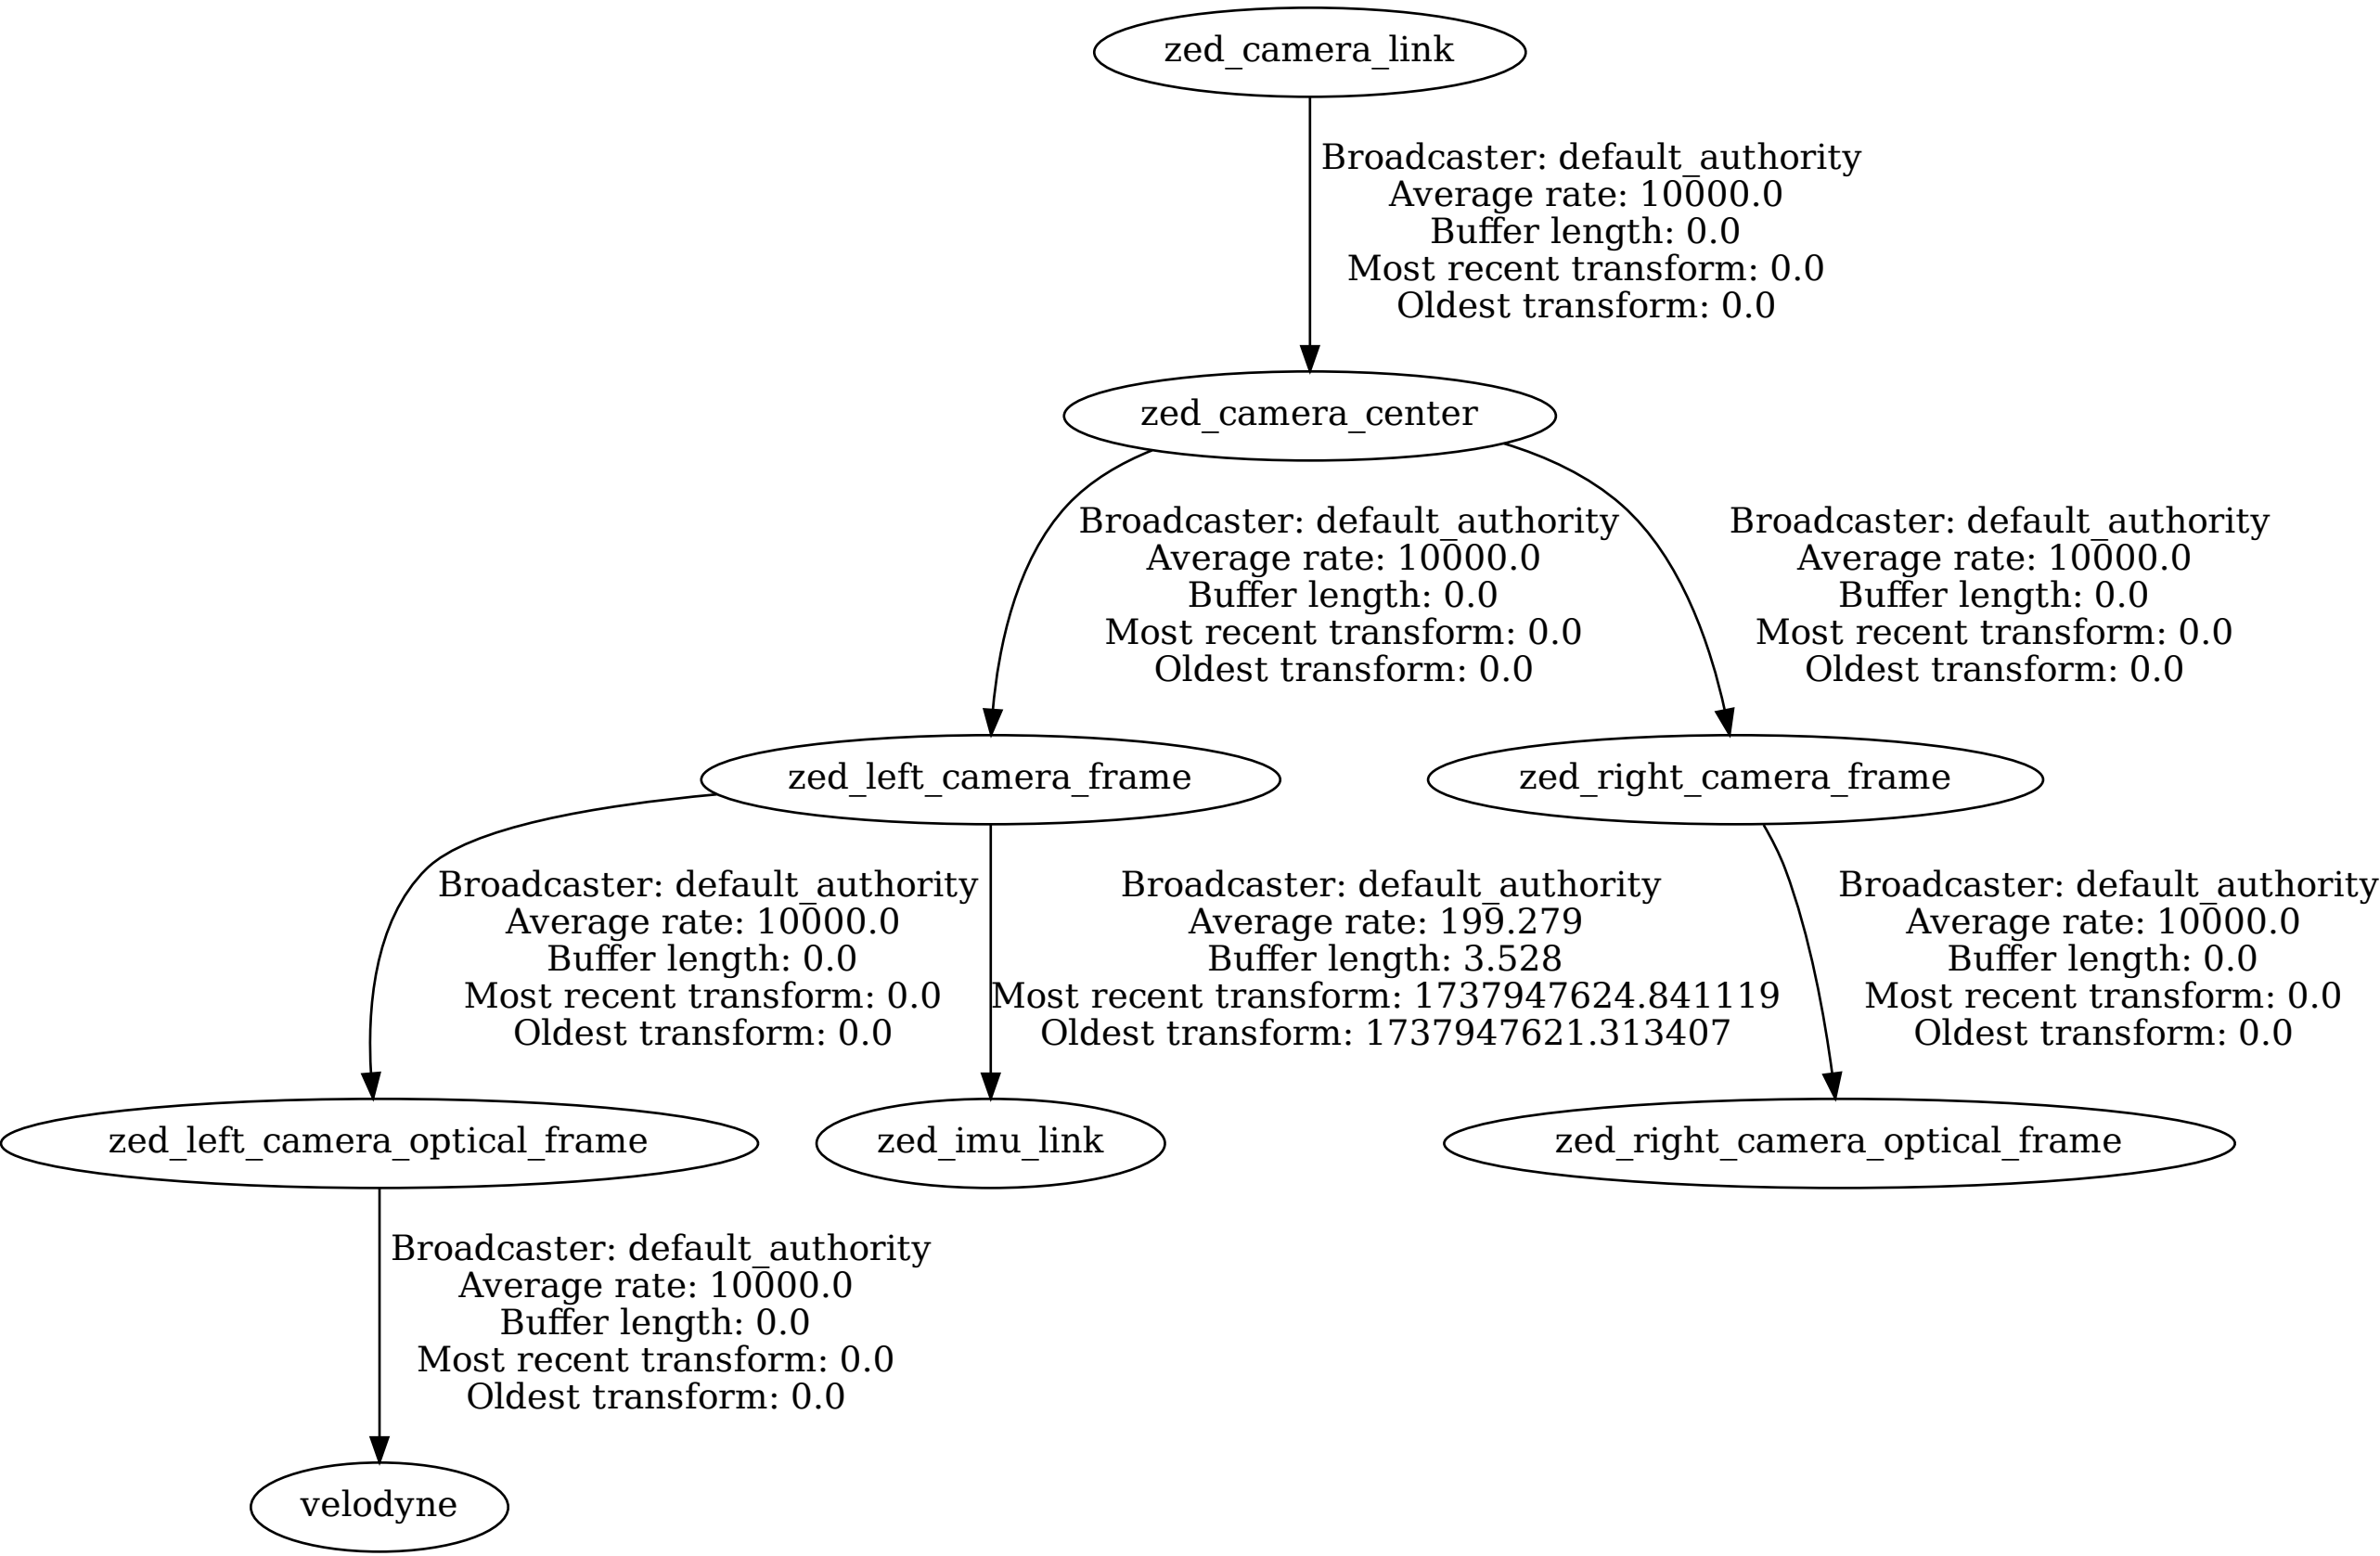 zed_camera_link
Broadcaster: default_authority
Average rate: 10000.0
Buffer length: 0.0
Most recent transform: 0.0
Oldest transform: 0.0
zed_camera_center
Broadcaster: default_authority
Average rate: 10000.0
Buffer length: 0.0
Most recent transform: 0.0
Oldest transform: 0.0
Broadcaster: default_authority
Average rate: 10000.0
Buffer length: 0.0
Most recent transform: 0.0
Oldest transform: 0.0
zed_left_camera_frame
zed_right_camera_frame
Broadcaster: default_authority
Average rate: 10000.0
Buffer length: 0.0
Most recent transform: 0.0
Oldest transform: 0.0
Broadcaster: default_authority
Average rate: 199.279
Buffer length: 3.528
Most recent transform: 1737947624.841119
Oldest transform: 1737947621.313407
Broadcaster: default_authority
Average rate: 10000.0
Buffer length: 0.0
Most recent transform: 0.0
Oldest transform: 0.0
zed_left_camera_optical_frame
zed_imu_link
zed_right_camera_optical_frame
Broadcaster: default_authority
Average rate: 10000.0
Buffer length: 0.0
Most recent transform: 0.0
Oldest transform: 0.0
velodyne